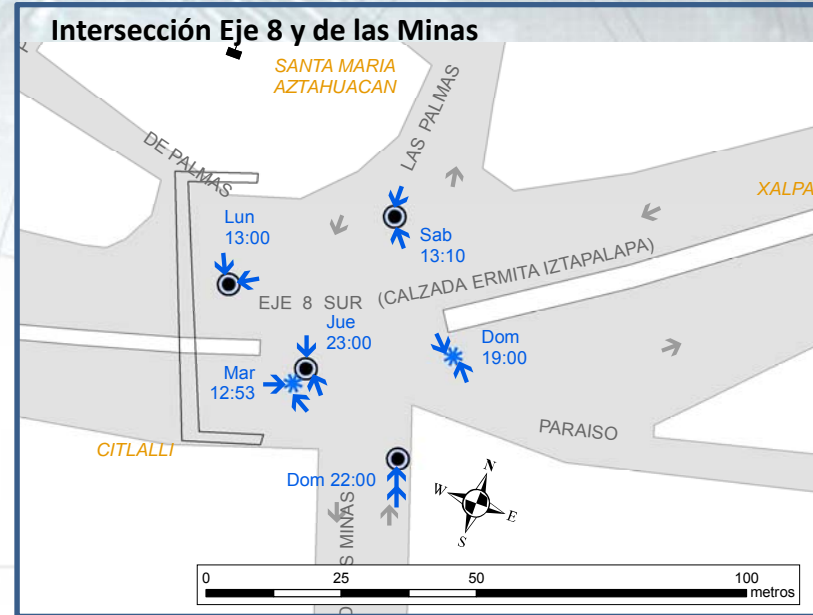 Intersección Eje 8 y de las Minas
SANTA MARIA
AZTAHUACAN
LAS PALMAS
DE PALMAS
XALPA
Lun
13:00
Sab
13:10
EJE 8 SUR (CALZADA ERMITA IZTAPALAPA)
Jue
23:00
Dom
19:00
Mar
12:53
PARAISO
CITLALLI
Dom 22:00
S MINAS
N
W
E
S
0 25 50 100
metros